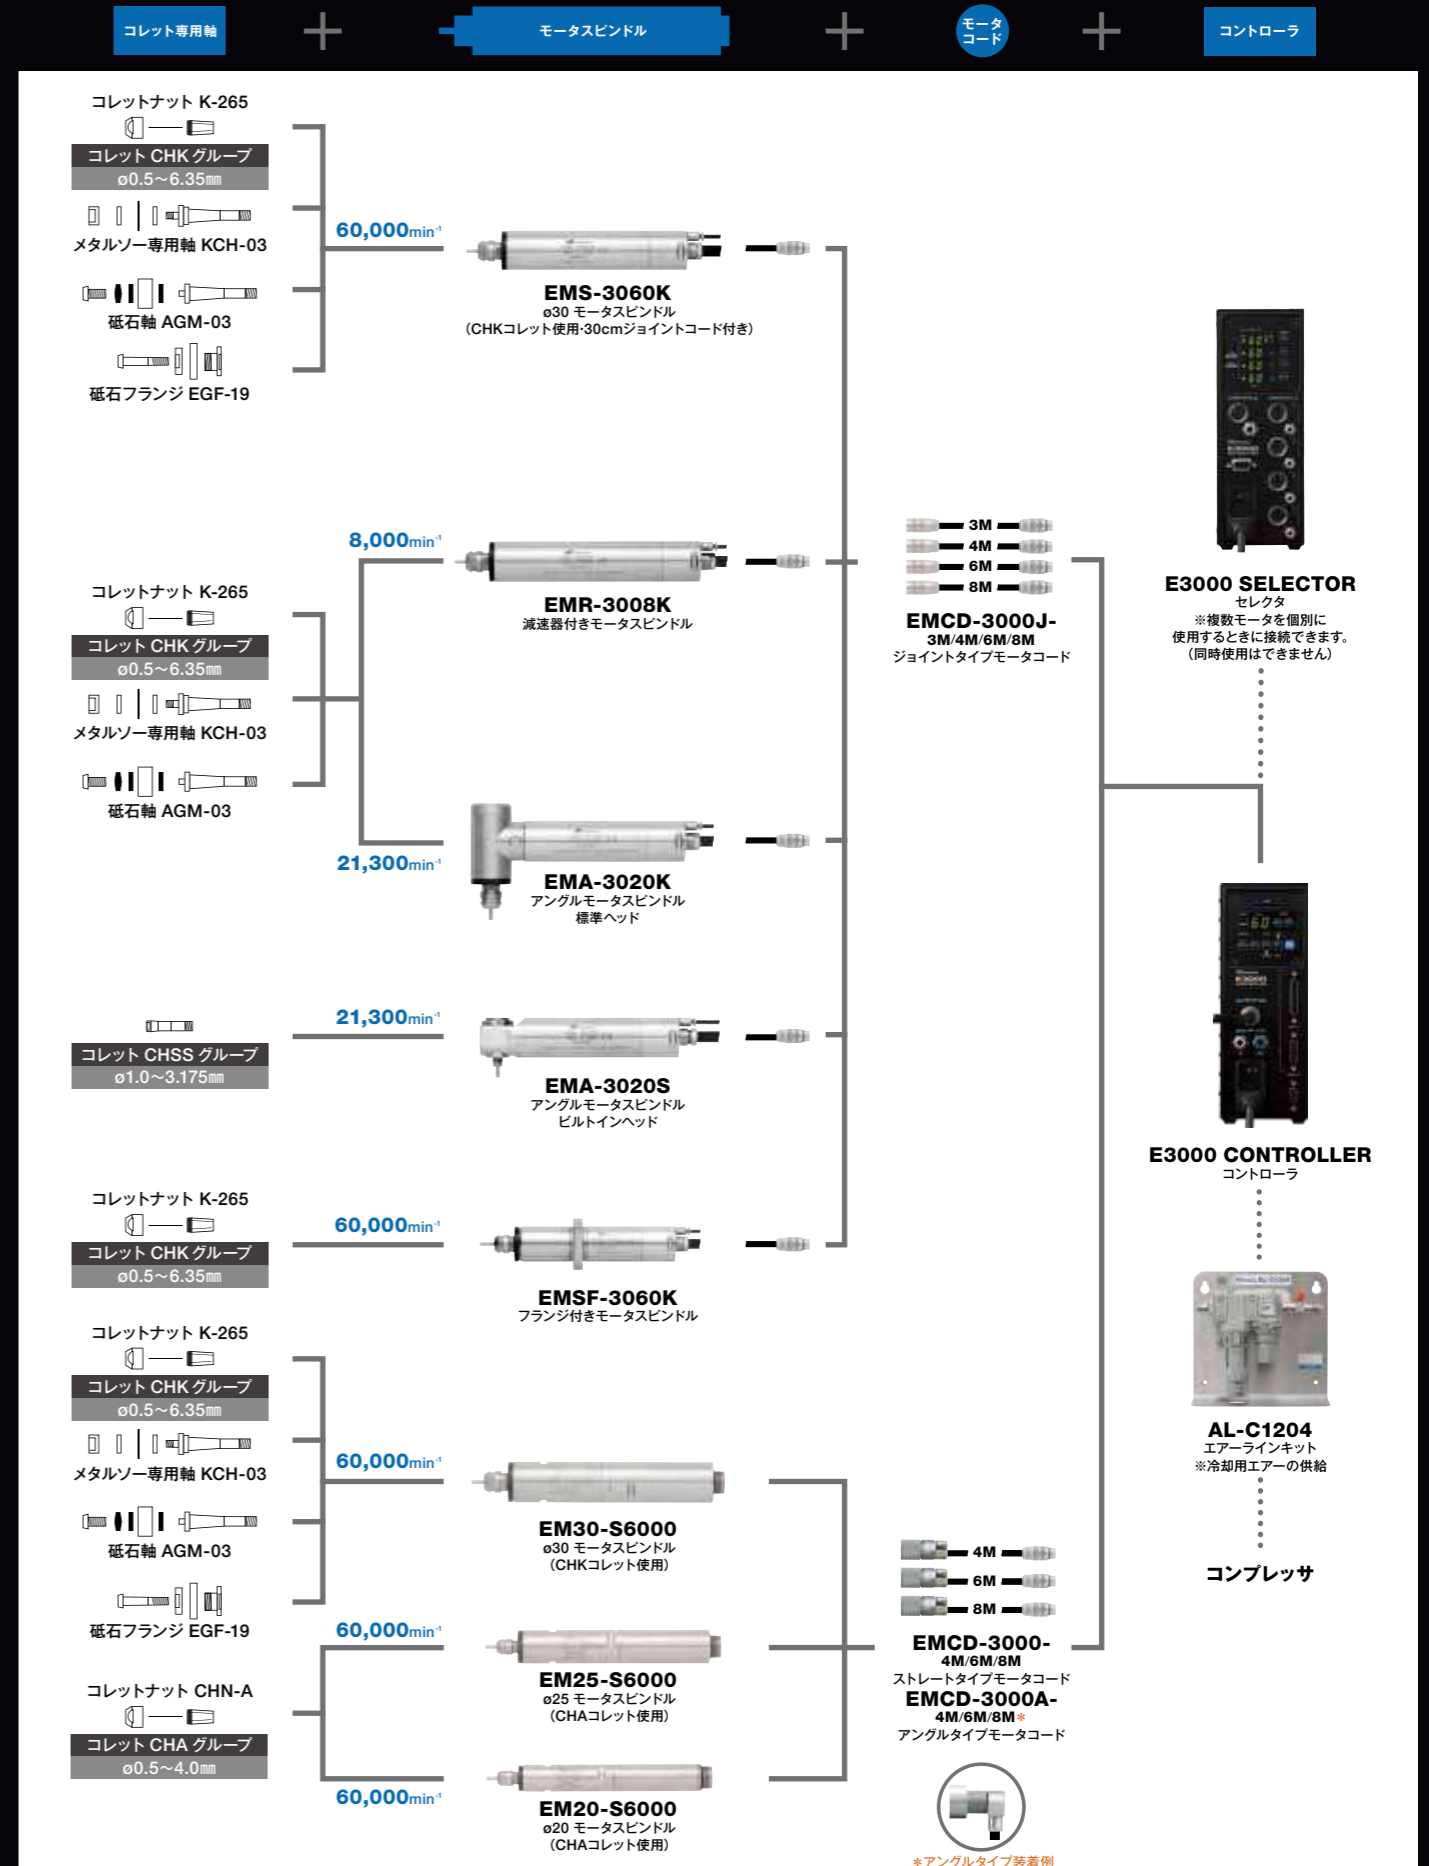 コレット専用軸
モータスピンドル
モータ
コード
コントローラ
コレットナット K-265
コレット CHK グループ
ø0.5〜6.35㎜
メタルソー専用軸 KCH-03
砥石軸 AGM-03
砥石フランジ EGF-19
60,000min⁻¹
EMS-3060K
ø30 モータスピンドル
（CHKコレット使用・30cmジョイントコード付き）
コレットナット K-265
コレット CHK グループ
ø0.5〜6.35㎜
メタルソー専用軸 KCH-03
砥石軸 AGM-03
8,000min⁻¹
EMR-3008K
減速器付きモータスピンドル
21,300min⁻¹
EMA-3020K
アングルモータスピンドル
標準ヘッド
コレット CHSS グループ
ø1.0〜3.175㎜
21,300min⁻¹
EMA-3020S
アングルモータスピンドル
ビルトインヘッド
コレットナット K-265
コレット CHK グループ
ø0.5〜6.35㎜
60,000min⁻¹
EMSF-3060K
フランジ付きモータスピンドル
コレットナット K-265
コレット CHK グループ
ø0.5〜6.35㎜
メタルソー専用軸 KCH-03
砥石軸 AGM-03
砥石フランジ EGF-19
60,000min⁻¹
EM30-S6000
ø30 モータスピンドル
（CHKコレット使用）
コレットナット CHN-A
コレット CHA グループ
ø0.5〜4.0㎜
60,000min⁻¹
EM25-S6000
ø25 モータスピンドル
（CHAコレット使用）
60,000min⁻¹
EM20-S6000
ø20 モータスピンドル
（CHAコレット使用）
3M
4M
6M
8M
EMCD-3000J-
3M/4M/6M/8M
ジョイントタイプモータコード
4M
6M
8M
EMCD-3000-
4M/6M/8M
ストレートタイプモータコード
EMCD-3000A-
4M/6M/8M＊
アングルタイプモータコード
＊アングルタイプ装着例
E3000 SELECTOR
セレクタ
※複数モータを個別に
使用するときに接続できます。
（同時使用はできません）
E3000
E3000 CONTROLLER
コントローラ
AL-C1204
エアーラインキット
※冷却用エアーの供給
コンプレッサ